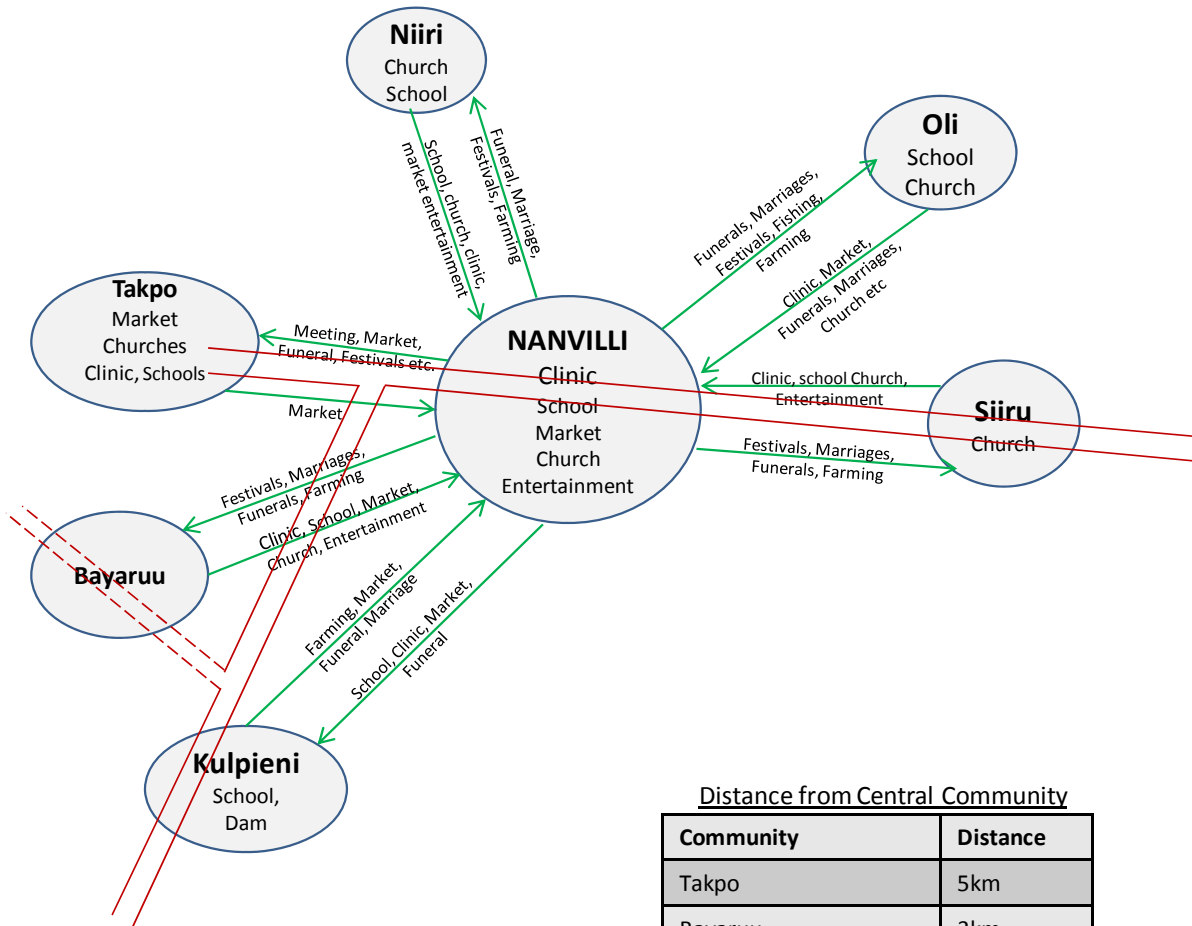 Niiri
Church
School
School, church, clinic,
market entertainment
Funeral, Marriage,
Festivals, Farming
Oli
School
Church
Funerals, Marriages,
Festivals, Fishing,
Farming
Clinic, Market,
Funerals, Marriages,
Church etc
Takpo
Market
Churches
Clinic, Schools
Meeting, Market,
Funeral, Festivals etc.
Market
NANVILLI
Clinic
School
Market
Church
Entertainment
Clinic, school Church,
Entertainment
Siiru
Church
Festivals, Marriages,
Funerals, Farming
Festivals, Marriages,
Funerals, Farming
Clinic, School, Market,
Church, Entertainment
Bayaruu
Farming, Market,
Funeral, Marriage
School, Clinic, Market,
Funeral
Kulpieni
School,
Dam
Distance from Central Community
Community Distance
Takpo 5km